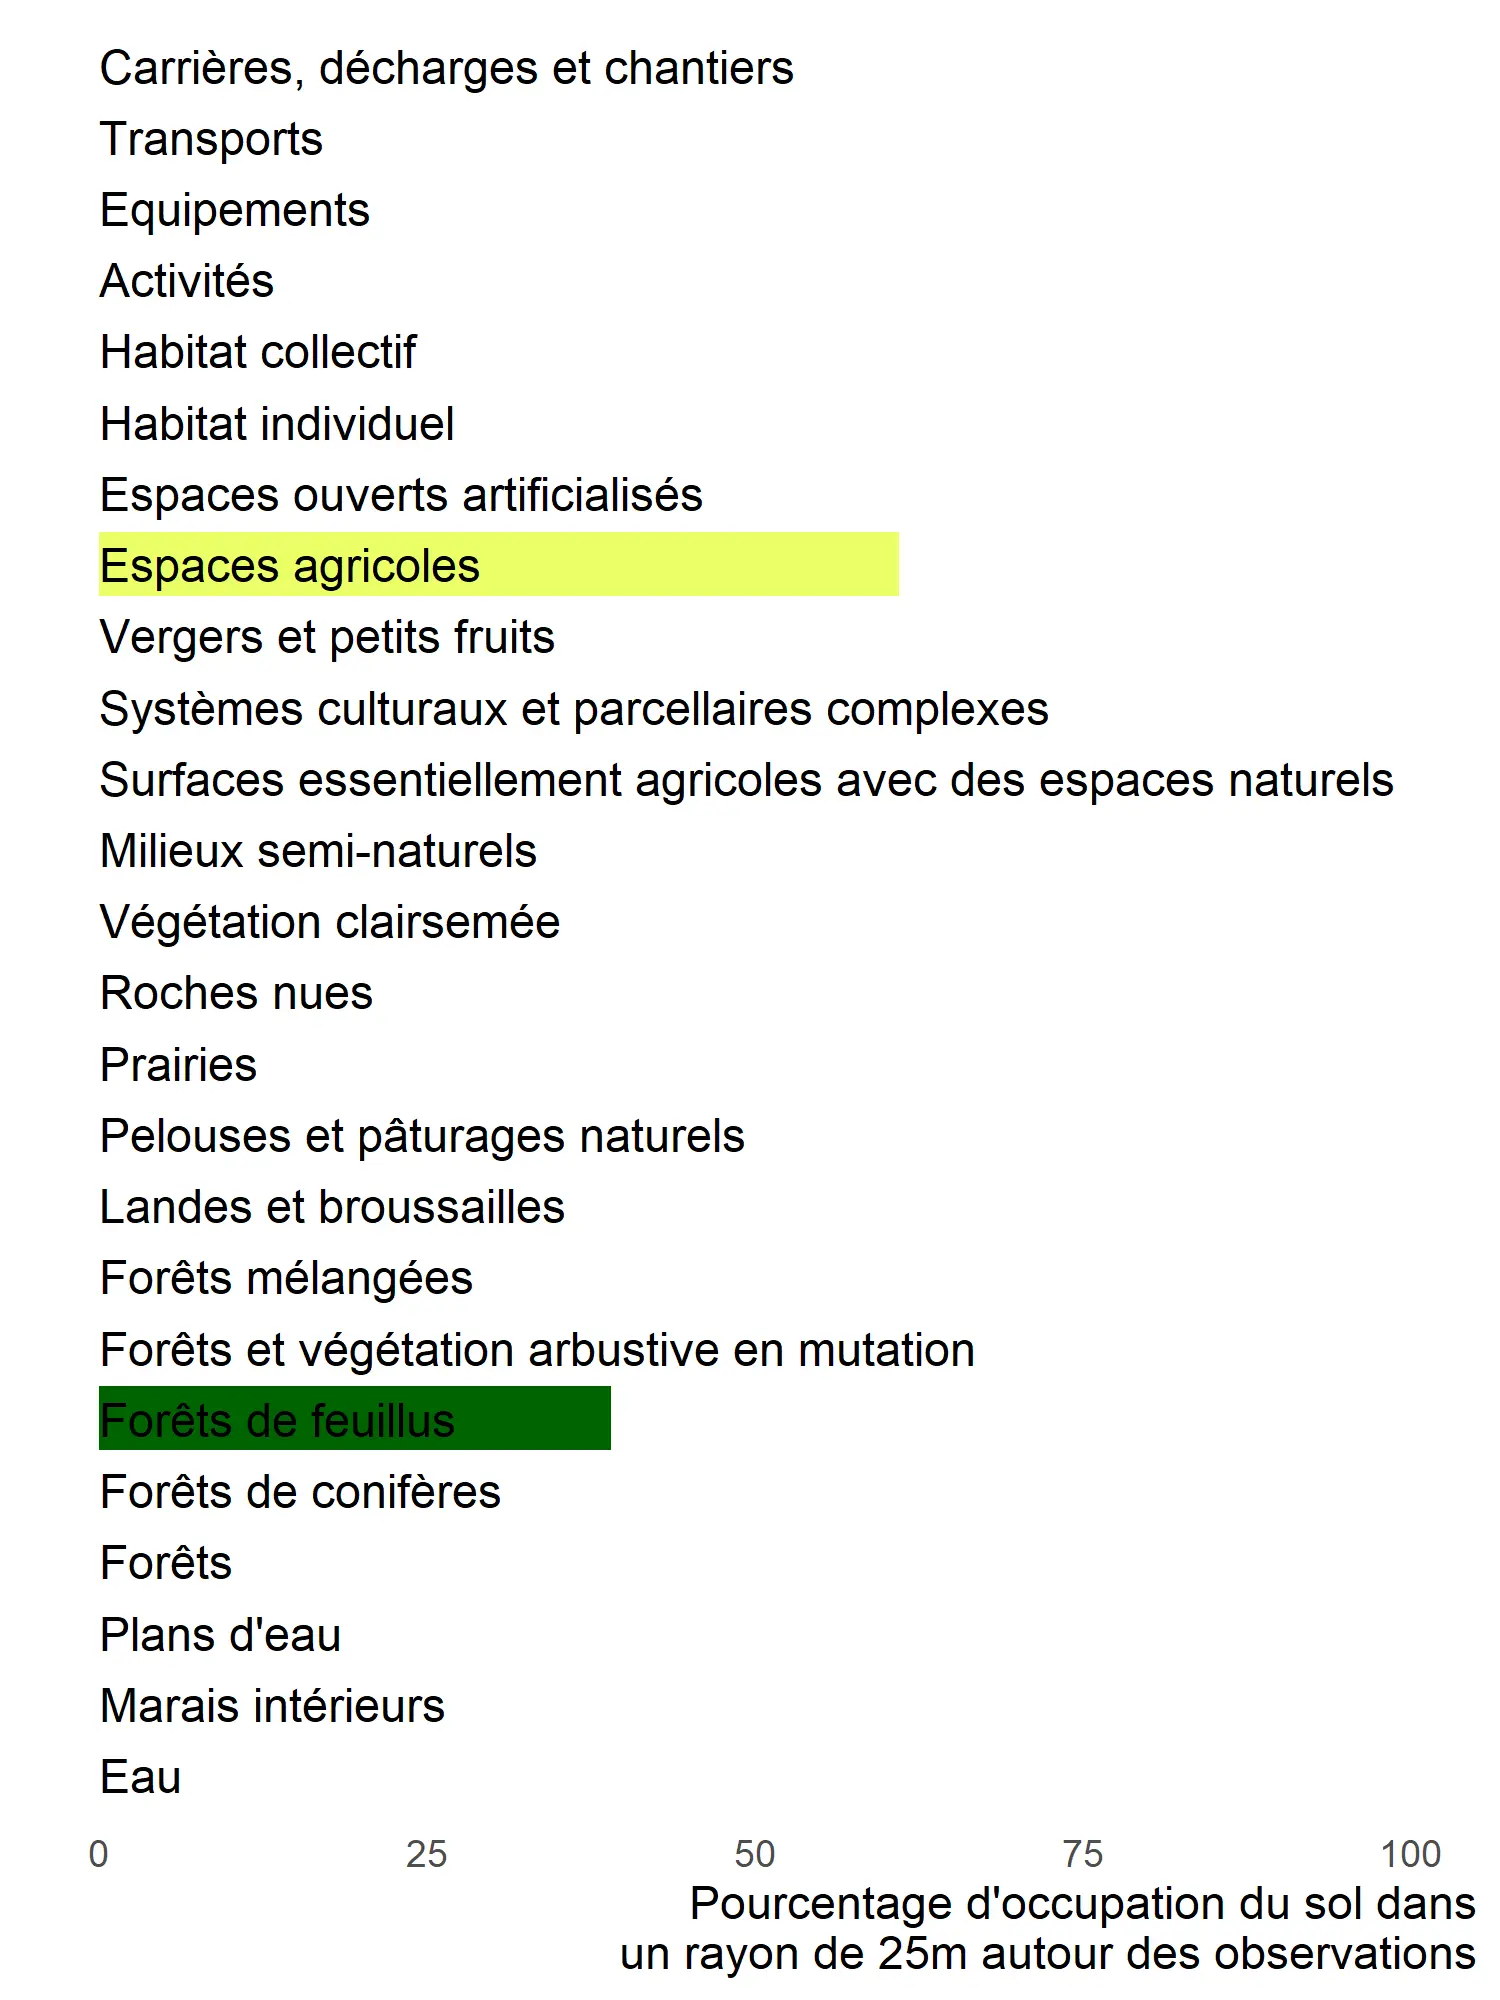 Carrières, décharges et chantiers
Transports
Equipements
Activités
Habitat collectif
Habitat individuel
Espaces ouverts artificialisés
Espaces agricoles
Vergers et petits fruits
Systèmes culturaux et parcellaires complexes
Surfaces essentiellement agricoles avec des espaces naturels
Milieux semi-naturels
Végétation clairsemée
Roches nues
Prairies
Pelouses et pâturages naturels
Landes et broussailles
Forêts mélangées
Forêts et végétation arbustive en mutation
Forêts de feuillus
Forêts de conifères
Forêts
Plans d'eau
Marais intérieurs
Eau
0 25 50 75 100
Pourcentage d'occupation du sol dans
un rayon de 25m autour des observations